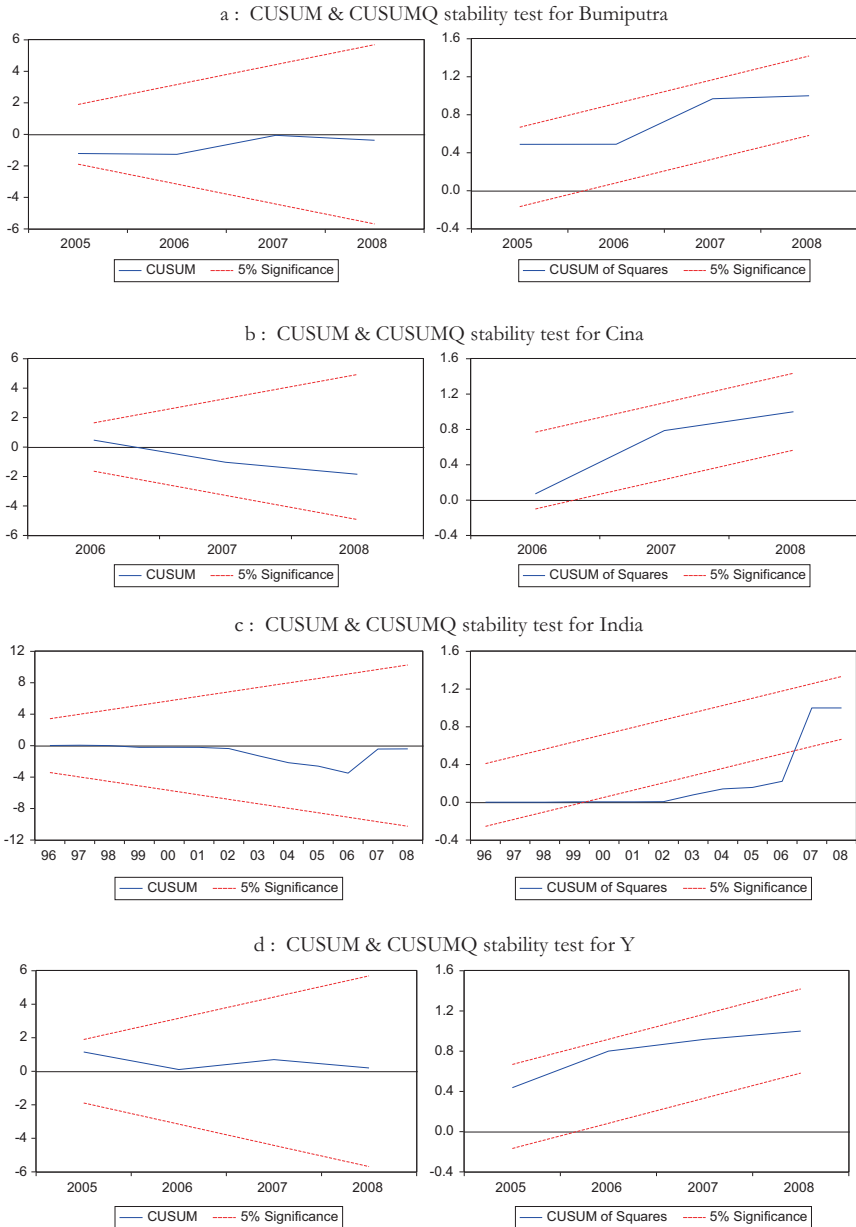 a : CUSUM & CUSUMQ stability test for Bumiputra
6
4
2
0
-2
-4
-6
2005 2006 2007 2008
CUSUM 5% Significance
1.6
1.2
0.8
0.4
0.0
-0.4
2005 2006 2007 2008
CUSUM of Squares 5% Significance
b : CUSUM & CUSUMQ stability test for Cina
6
4
2
0
-2
-4
-6
2006 2007 2008
CUSUM 5% Significance
1.6
1.2
0.8
0.4
0.0
-0.4
2006 2007 2008
CUSUM of Squares 5% Significance
c : CUSUM & CUSUMQ stability test for India
12
8
4
0
-4
-8
-12
96 97 98 99 00 01 02 03 04 05 06 07 08
CUSUM 5% Significance
1.6
1.2
0.8
0.4
0.0
-0.4
96 97 98 99 00 01 02 03 04 05 06 07 08
CUSUM of Squares 5% Significance
d : CUSUM & CUSUMQ stability test for Y
6
4
2
0
-2
-4
-6
2005 2006 2007 2008
CUSUM 5% Significance
1.6
1.2
0.8
0.4
0.0
-0.4
2005 2006 2007 2008
CUSUM of Squares 5% Significance